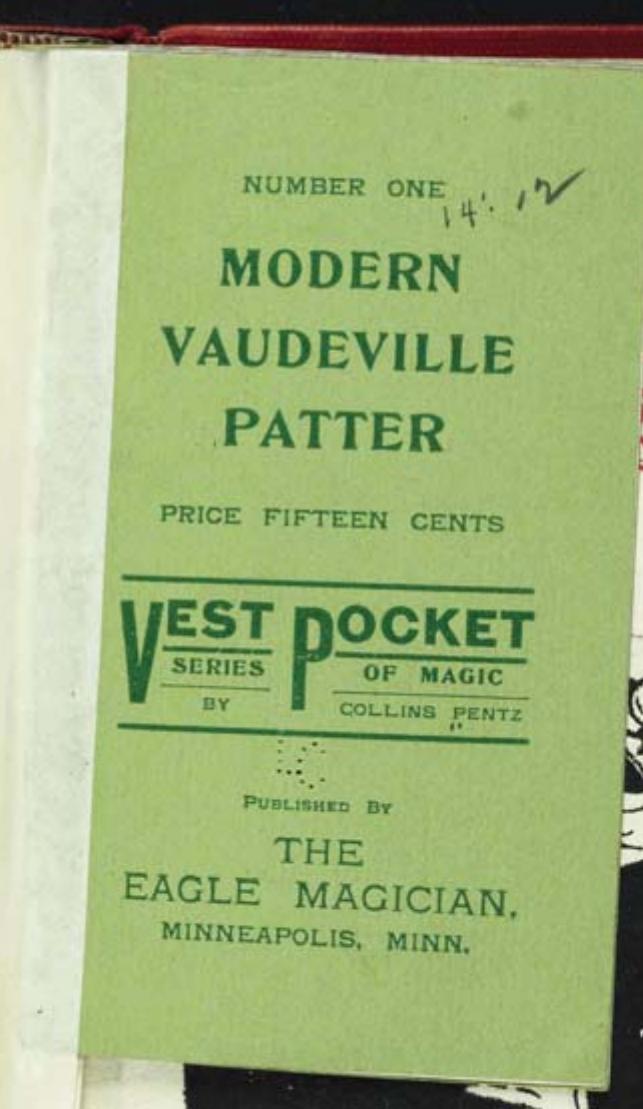 NUMBER ONE
14'. 12
MODERN
VAUDEVILLE
PATTER
PRICE FIFTEEN CENTS
VEST POCKET
SERIES OF MAGIC
BY COLLINS PENTZ
PUBLISHED BY
THE
EAGLE MAGICIAN,
MINNEAPOLIS, MINN.